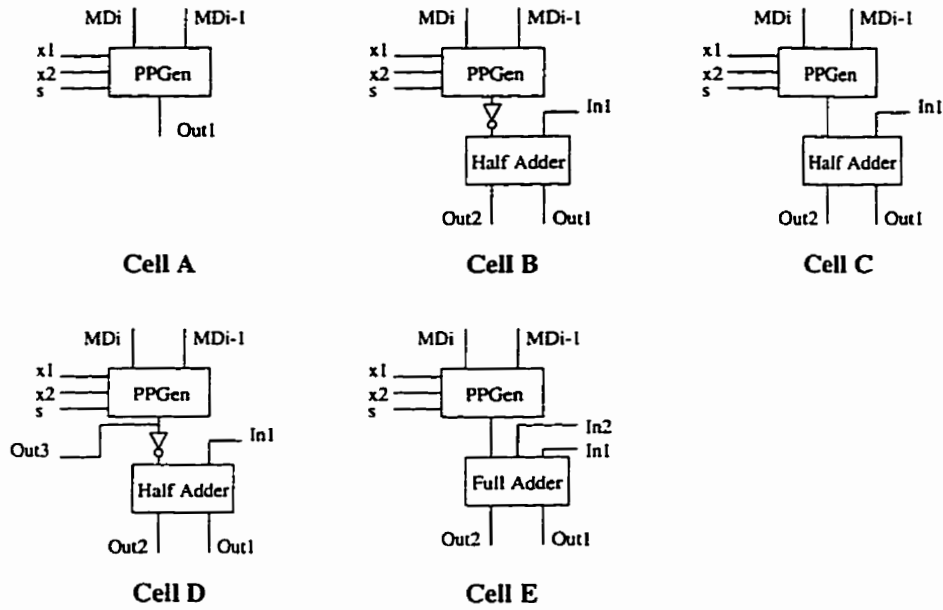 MDi MDi-1 MDi MDi-1 MDi MDi-1
x1 x1 x1
x2 PPGen x2 PPGen x2 PPGen
s s s
In1 In1
Out1
Half Adder Half Adder
Out2 Out1 Out2 Out1
Cell A Cell B Cell C
MDi MDi-1 MDi MDi-1
x1 x1
x2 PPGen x2 PPGen
s s
In2
Out3 In1 In1
Half Adder Full Adder
Out2 Out1 Out2 Out1
Cell D Cell E